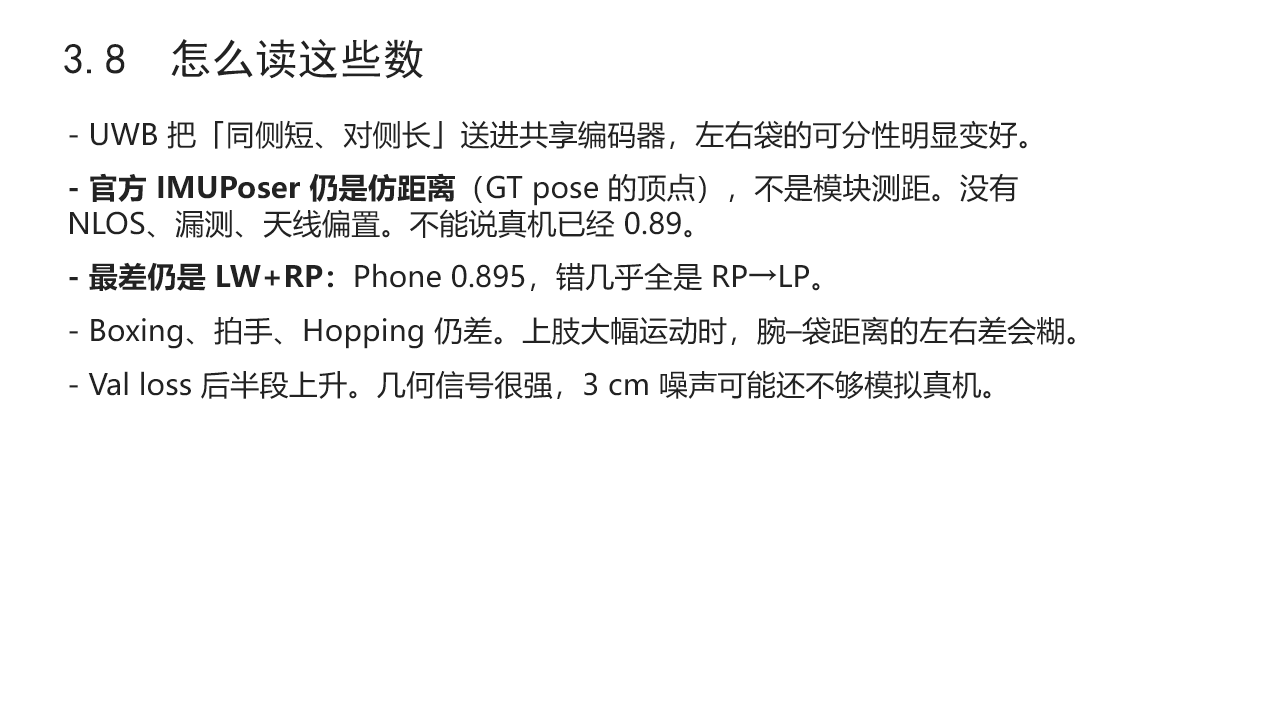 3.8 怎么读这些数
- UWB 把「同侧短、对侧长」送进共享编码器，左右袋的可分性明显变好。
- 官方 IMUPoser 仍是仿距离（GT pose 的顶点），不是模块测距。没有
NLOS、漏测、天线偏置。不能说真机已经 0.89。
- 最差仍是 LW+RP：Phone 0.895，错几乎全是 RP→LP。
- Boxing、拍手、Hopping 仍差。上肢大幅运动时，腕–袋距离的左右差会糊。
- Val loss 后半段上升。几何信号很强，3 cm 噪声可能还不够模拟真机。